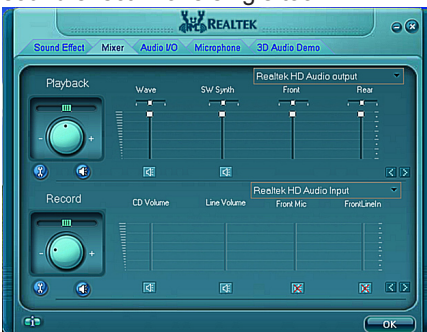 REALTEK
Sound Effect Mixer Audio I/O Microphone 3D Audio Demo
Realtek HD Audio output
Playback
Wave SW Synth Front Rear
- +
Realtek HD Audio Input
Record
CD Volume Line Volume Front Mic FrontLineIn
- +
OK